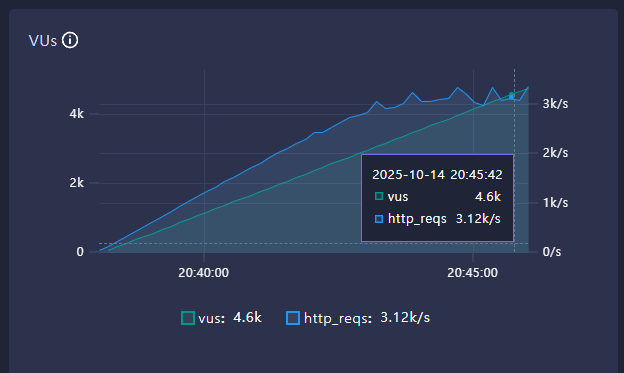 VUs
4k
3k/s
2k
2k/s
1k/s
0
0/s
2025-10-14 20:45:42
vus 4.6k
http_reqs 3.12k/s
20:40:00 20:45:00
vus: 4.6k http_reqs: 3.12k/s